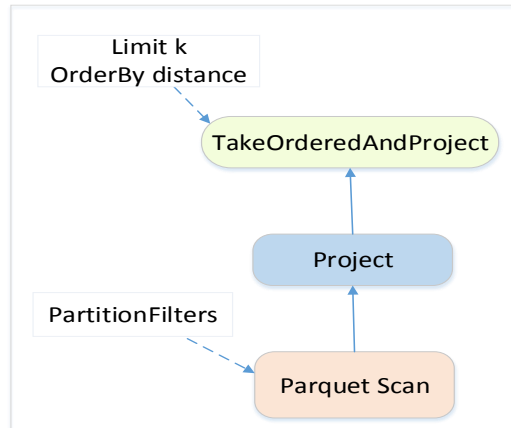 Limit k
OrderBy distance
TakeOrderedAndProject
Project
PartitionFilters
Parquet Scan